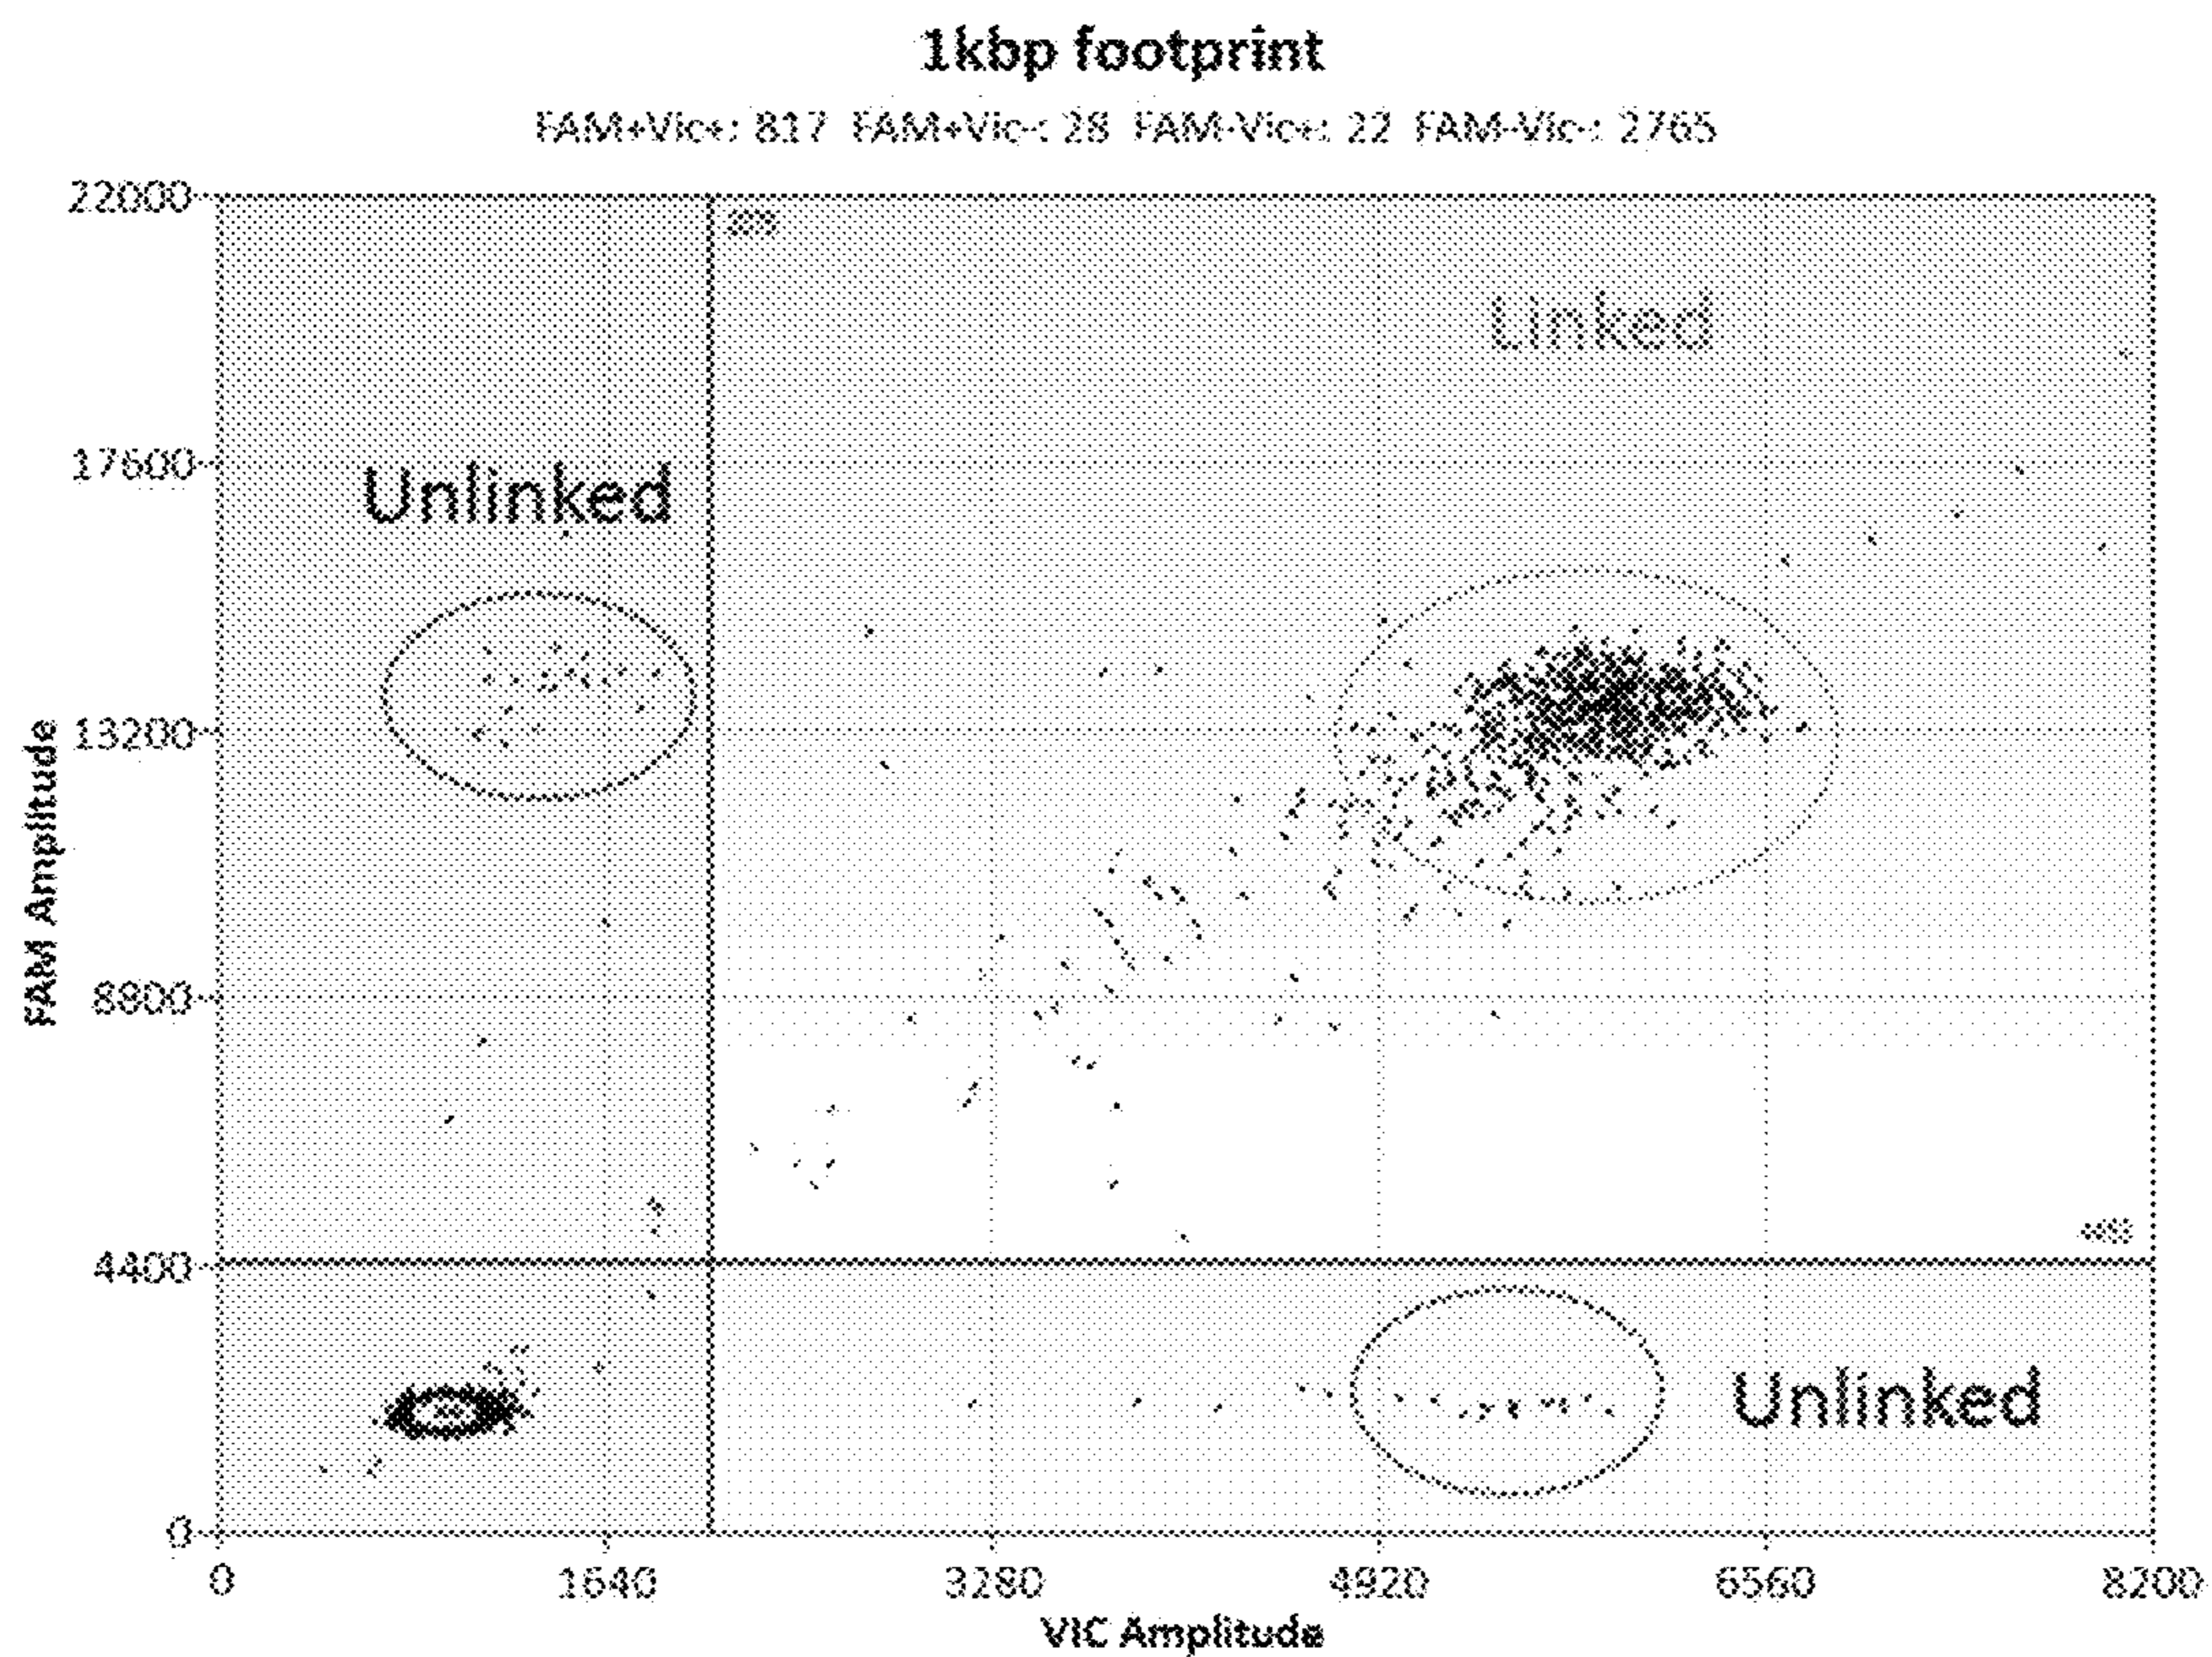 1kbp footprint
FAM+Vic+: 817 FAM+Vic-: 28 FAM-Vic+: 22 FAM-Vic-: 2765
22000
Linked
17600
Unlinked
13200
FAM Amplitude
8800
4400
Unlinked
0
0 1640 3280 4920 6560 8200
VIC Amplitude